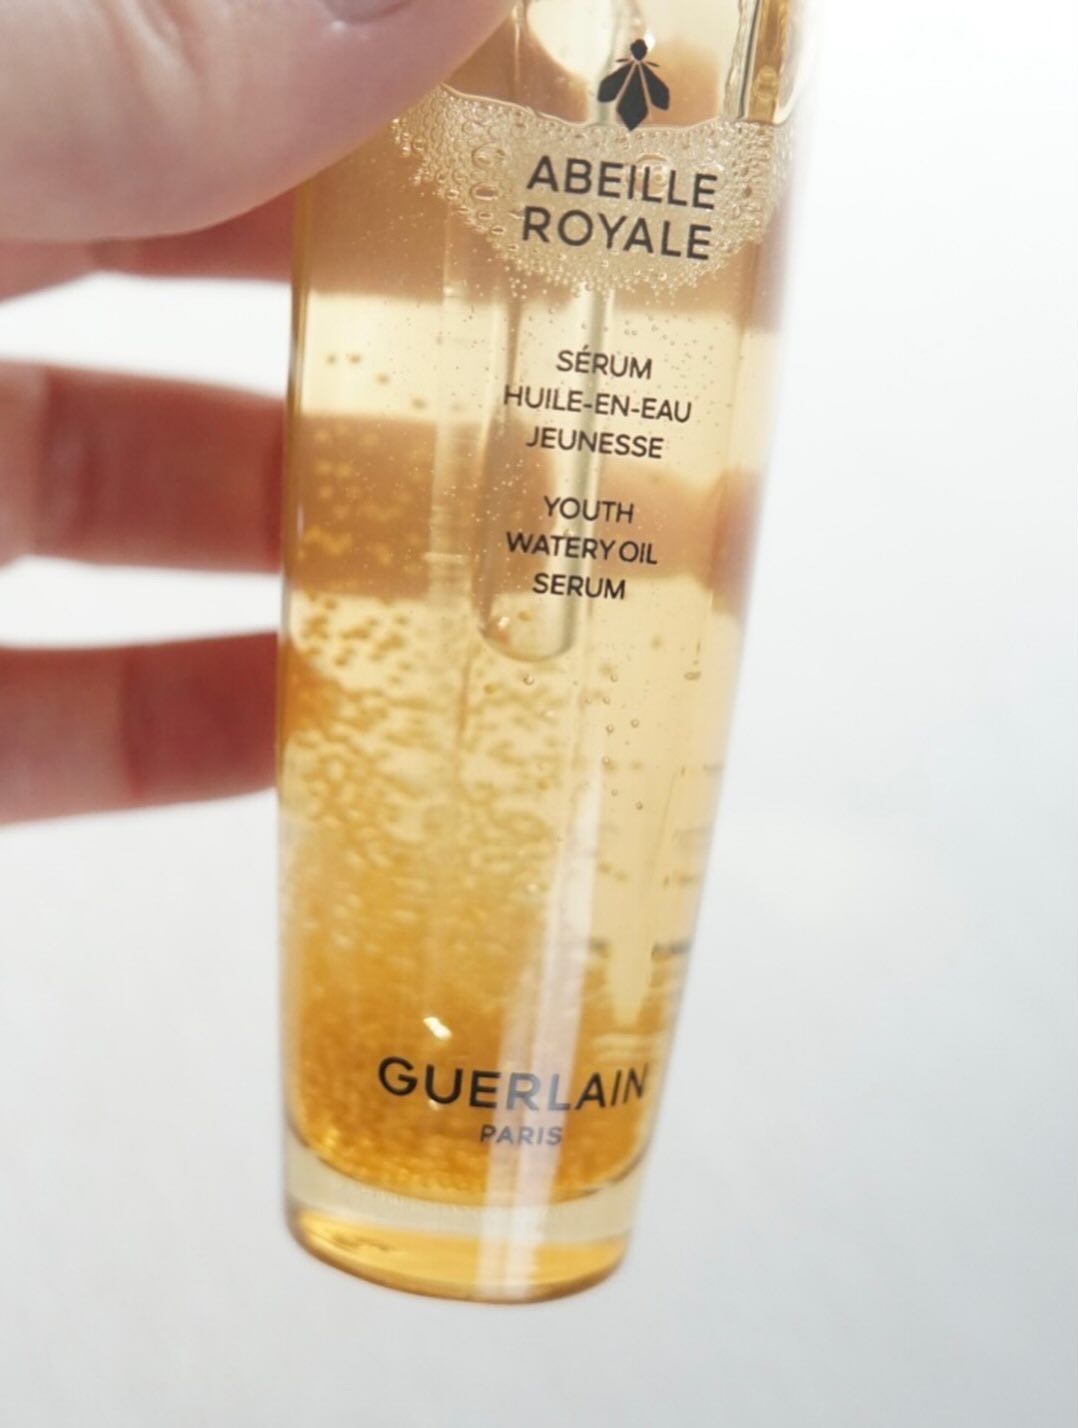 ABEILLE
ROYALE
SÉRUM
HUILE-EN-EAU
JEUNESSE
YOUTH
WATERY OIL
SERUM
GUERLAIN
PARIS